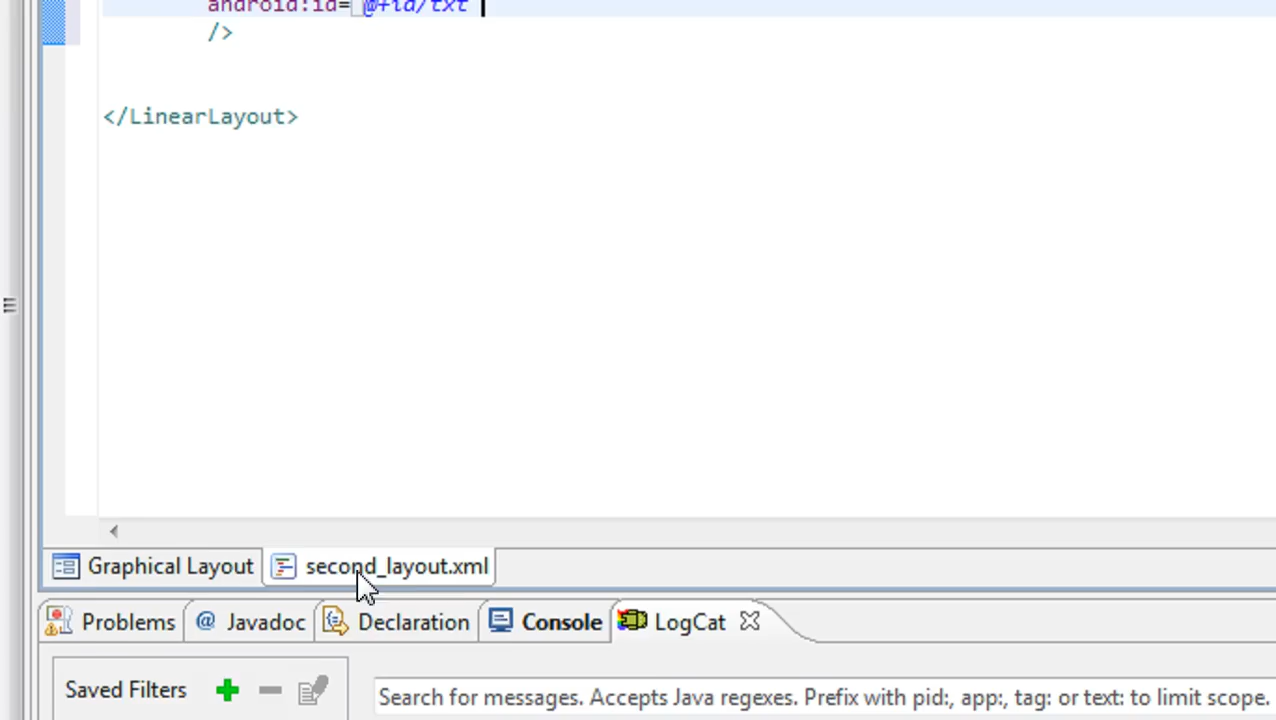 android:id="@+id/txt"
/>
</LinearLayout>
Graphical Layout
second_layout.xml
Problems
Javadoc
Declaration
Console
LogCat
Saved Filters
Search for messages. Accepts Java regexes. Prefix with pid:, app:, tag: or text: to limit scope.